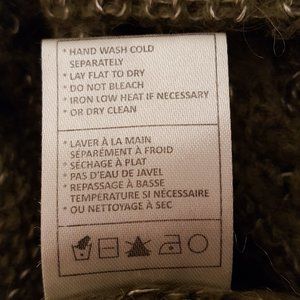 * HAND WASH COLD
SEPARATELY
* LAY FLAT TO DRY
* DO NOT BLEACH
* IRON LOW HEAT IF NECESSARY
* OR DRY CLEAN
* LAVER À LA MAIN
SÉPARÉMENT À FROID
* SÉCHAGE À PLAT
* PAS D'EAU DE JAVEL
* REPASSAGE À BASSE
TEMPÉRATURE SI NÉCESSAIRE
* OU NETTOYAGE À SEC